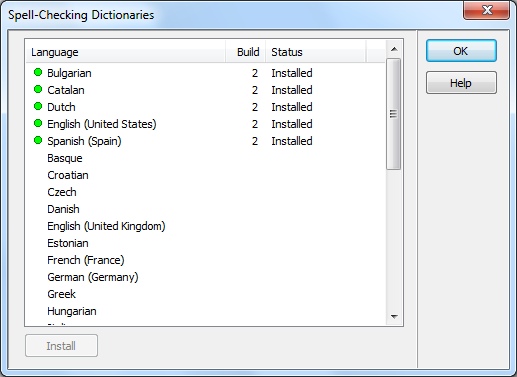 Spell-Checking Dictionaries
Language Build Status
Bulgarian 2 Installed
Catalan 2 Installed
Dutch 2 Installed
English (United States) 2 Installed
Spanish (Spain) 2 Installed
Basque
Croatian
Czech
Danish
English (United Kingdom)
Estonian
French (France)
German (Germany)
Greek
Hungarian
Install
OK
Help